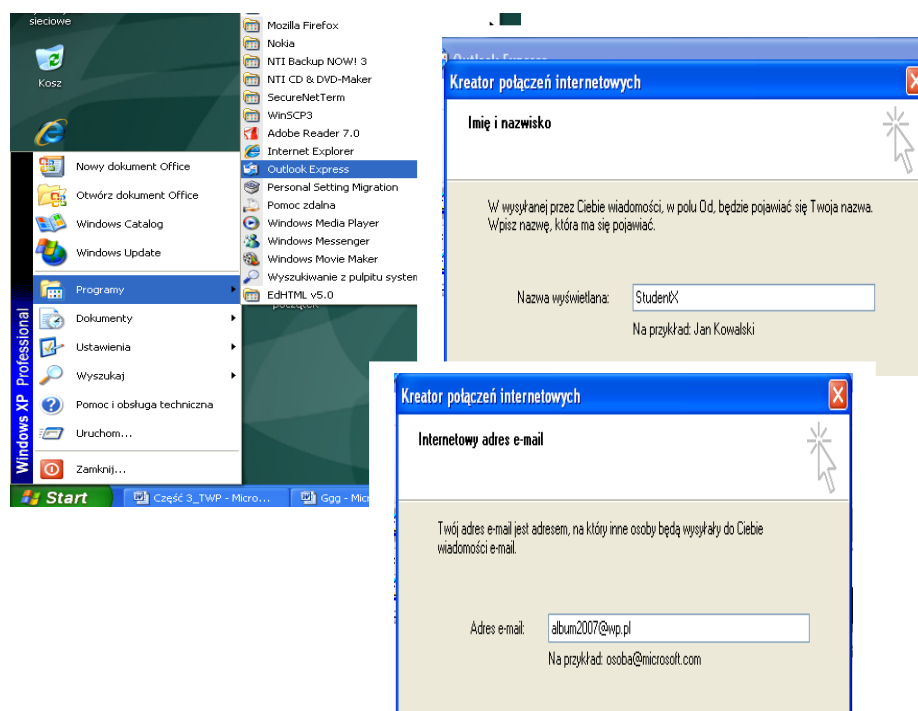 sieciowe
Kosz
Mozilla Firefox
Nokia
NTI Backup NOW! 3
NTI CD & DVD-Maker
SecureNetTerm
WinSCP3
Adobe Reader 7.0
Internet Explorer
Outlook Express
Personal Setting Migration
Pomoc zdalna
Windows Media Player
Windows Messenger
Windows Movie Maker
Wyszukiwanie z pulpitu system
EdHTML v5.0
Nowy dokument Office
Otwórz dokument Office
Windows Catalog
Windows Update
Programy
Dokumenty
Ustawienia
Wyszukaj
Pomoc i obsługa techniczna
Uruchom...
Zamknij...
Windows XP Professional
Start
Część 3_TWP - Micro...
Ggg - Micr
Outlook Express
Kreator połączeń internetowych
Imię i nazwisko
W wysyłanej przez Ciebie wiadomości, w polu Od, będzie pojawiać się Twoja nazwa.
Wpisz nazwę, która ma się pojawiać.
Nazwa wyświetlana: StudentX
Na przykład: Jan Kowalski
Kreator połączeń internetowych
Internetowy adres e-mail
Twój adres e-mail jest adresem, na który inne osoby będą wysyłały do Ciebie
wiadomości e-mail.
Adres e-mail: album2007@wp.pl
Na przykład: osoba@microsoft.com